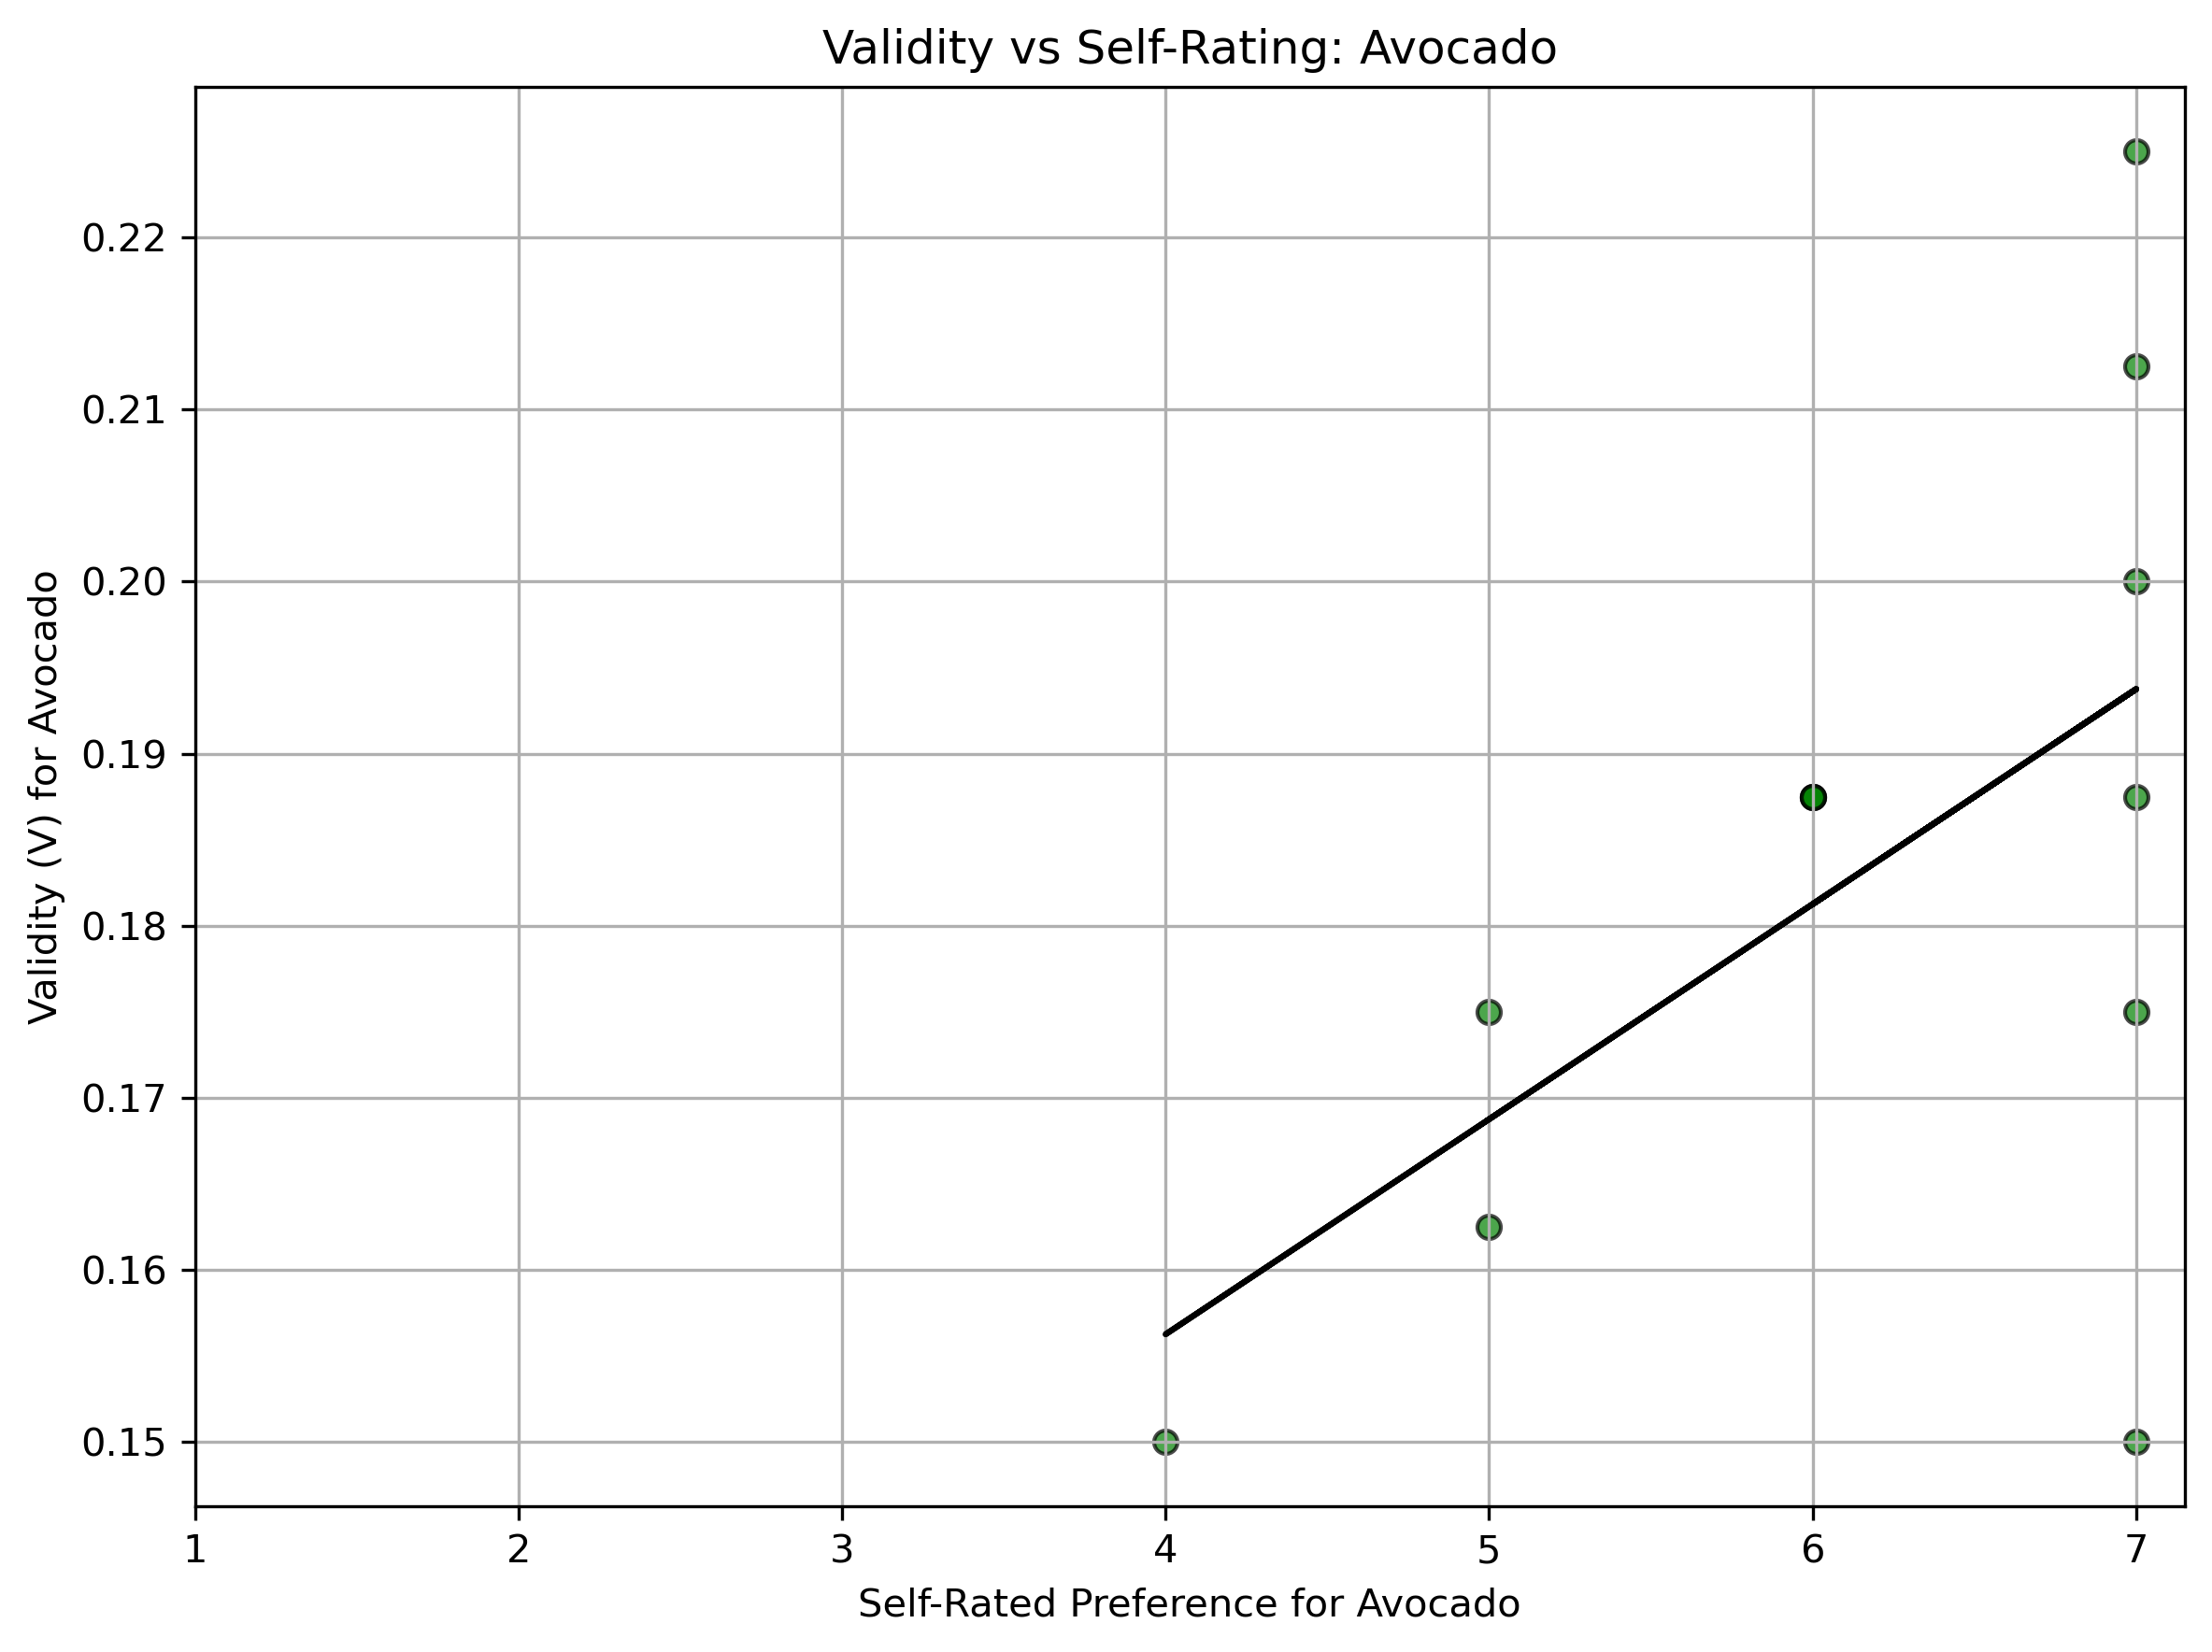 Validity vs Self-Rating: Avocado
Validity (V) for Avocado
0.22
0.21
0.20
0.19
0.18
0.17
0.16
0.15
1 2 3 4 5 6 7
Self-Rated Preference for Avocado